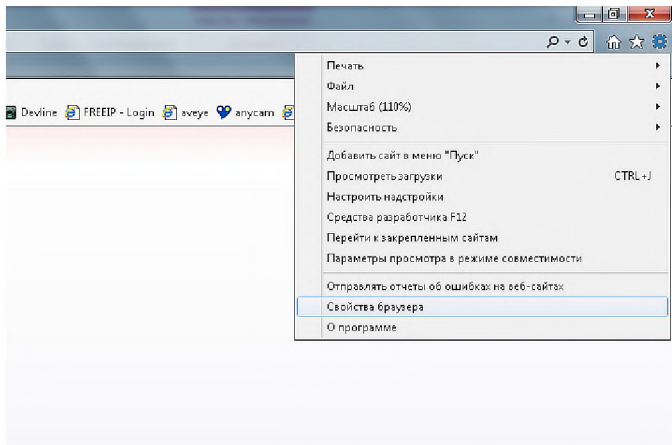 Печать
Файл
Масштаб (110%)
Безопасность
Devline FREEIP - Login aveye anycam
Добавить сайт в меню "Пуск"
Просмотреть загрузки CTRL+J
Настроить надстройки
Средства разработчика F12
Перейти к закрепленным сайтам
Параметры просмотра в режиме совместимости
Отправлять отчеты об ошибках на веб-сайтах
Свойства браузера
О программе